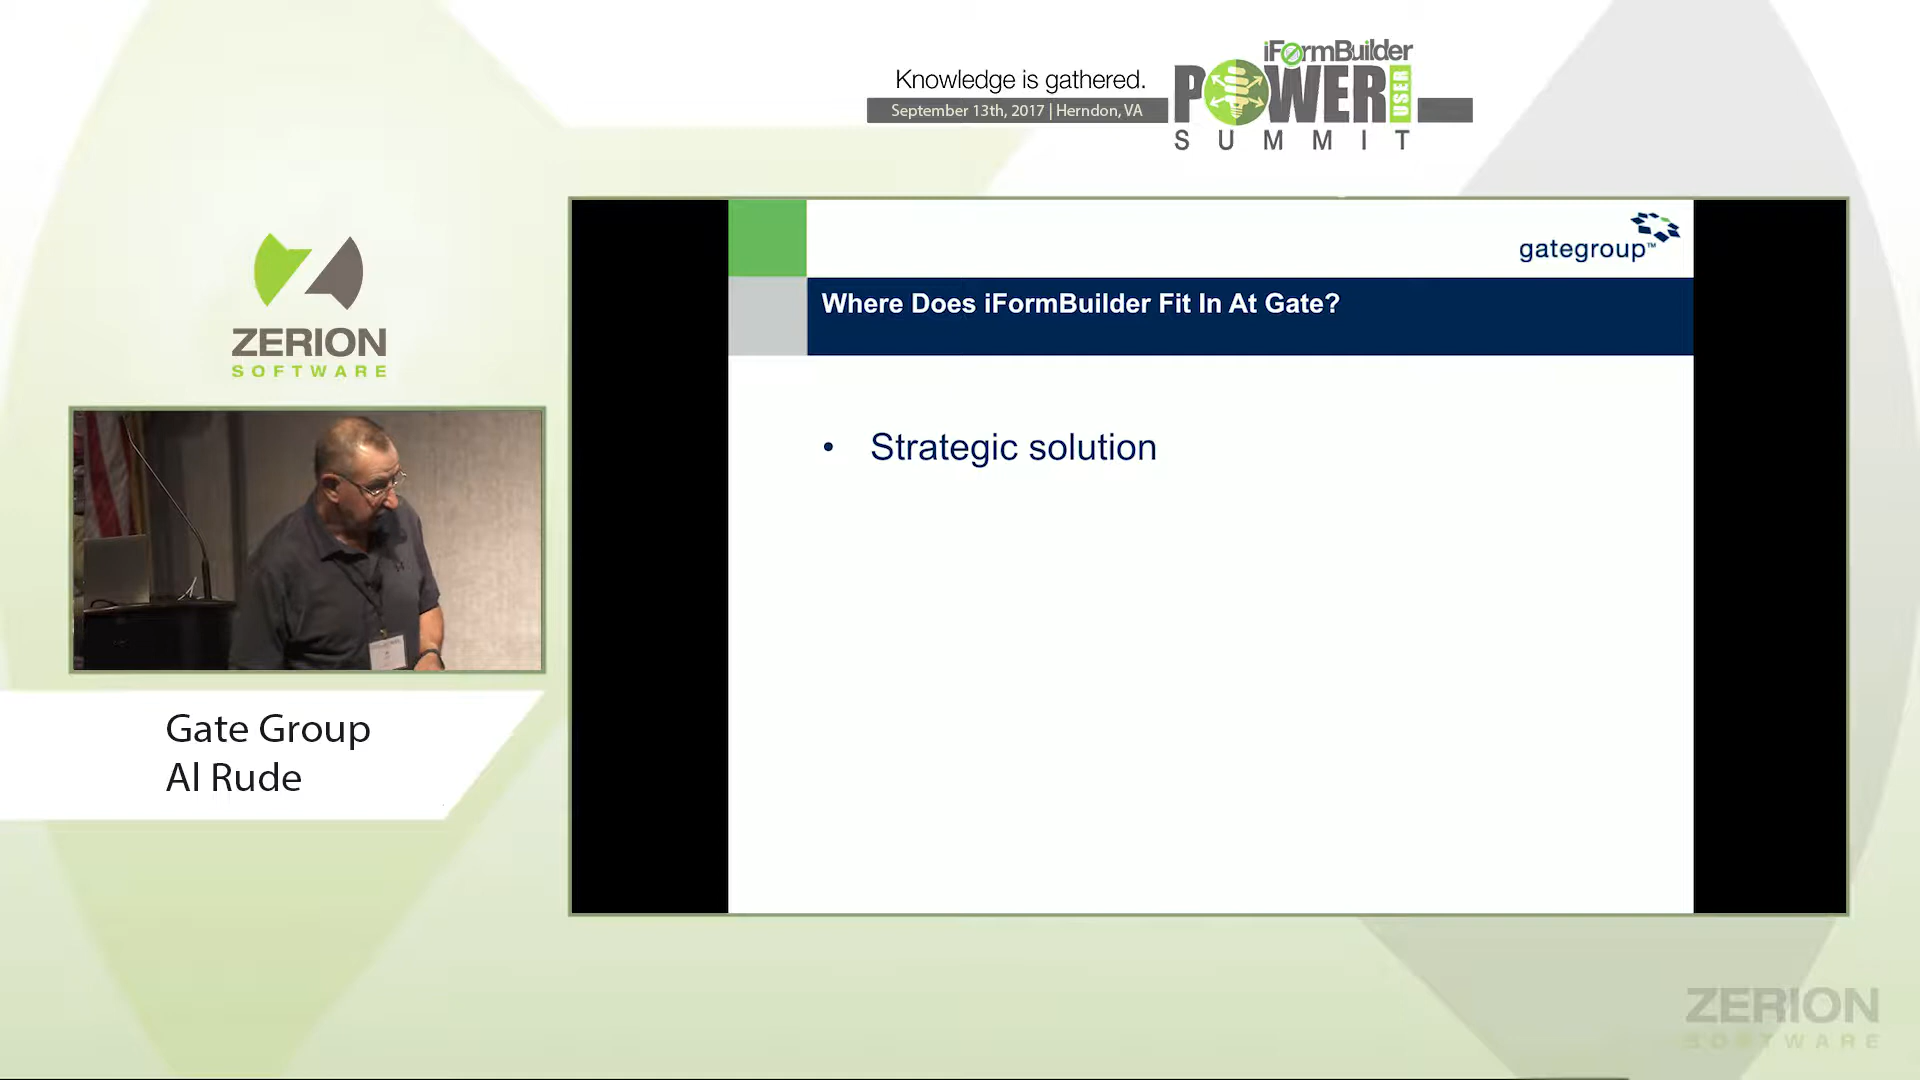 Knowledge is gathered.
September 13th, 2017 | Herndon, VA
iFormBuilder
POWER
USER
SUMMIT
ZERION
SOFTWARE
gategroup™
Where Does iFormBuilder Fit In At Gate?
• Strategic solution
Gate Group
Al Rude
ZERION
SOFTWARE